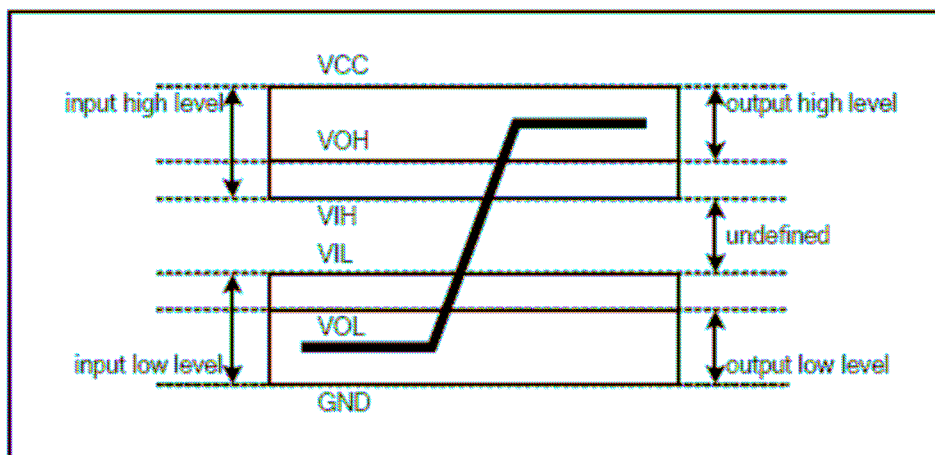 VCC
input high level
output high level
VOH
VIH
undefined
VIL
VOL
input low level
output low level
GND